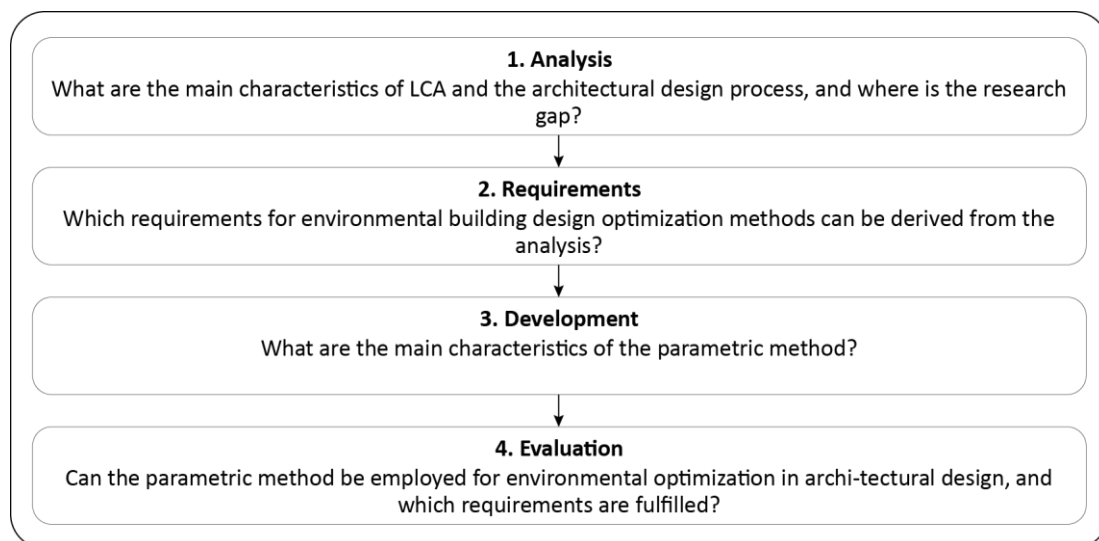 1. Analysis
What are the main characteristics of LCA and the architectural design process, and where is the research
gap?
2. Requirements
Which requirements for environmental building design optimization methods can be derived from the
analysis?
3. Development
What are the main characteristics of the parametric method?
4. Evaluation
Can the parametric method be employed for environmental optimization in archi-tectural design, and
which requirements are fulfilled?